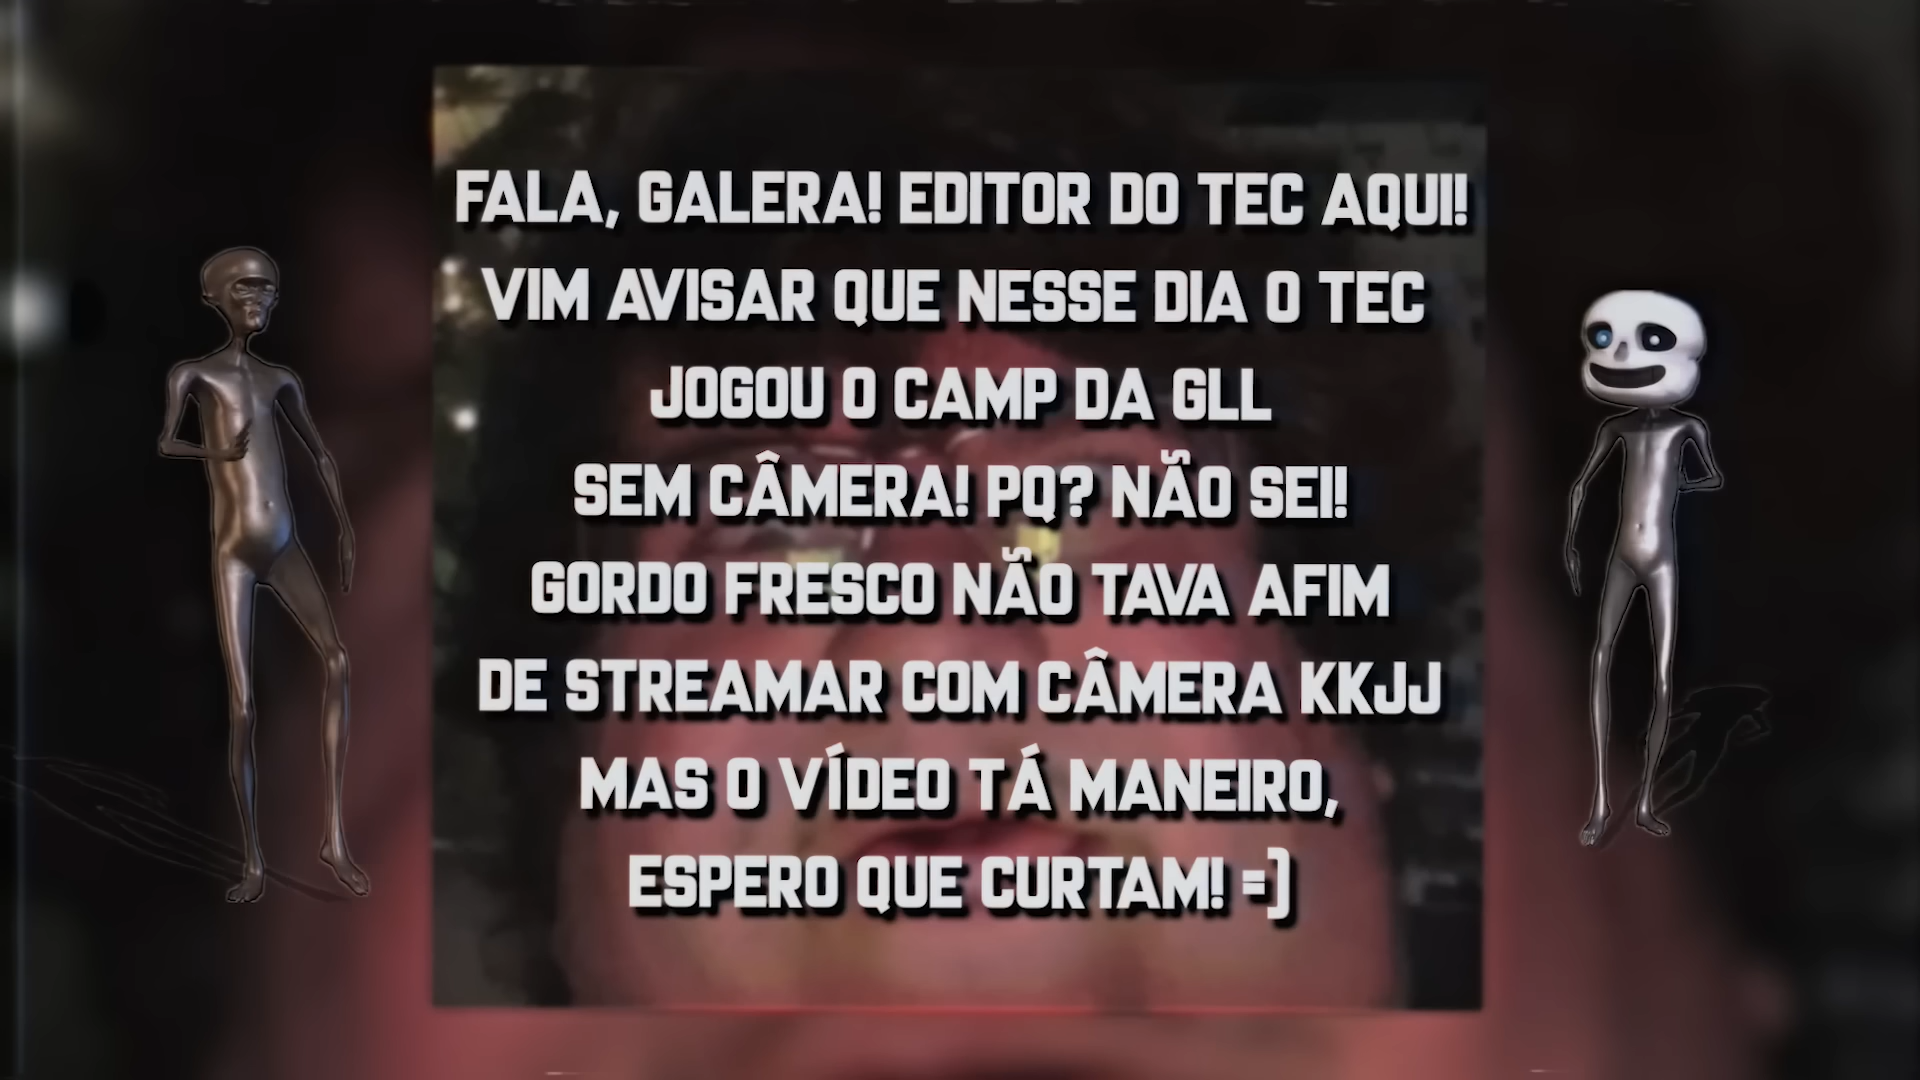 FALA, GALERA! EDITOR DO TEC AQUI!
VIM AVISAR QUE NESSE DIA O TEC
JOGOU O CAMP DA GLL
SEM CÂMERA! PQ? NÃO SEI!
GORDO FRESCO NÃO TAVA AFIM
DE STREAMAR COM CÂMERA KKJJ
MAS O VÍDEO TÁ MANEIRO,
ESPERO QUE CURTAM! =)